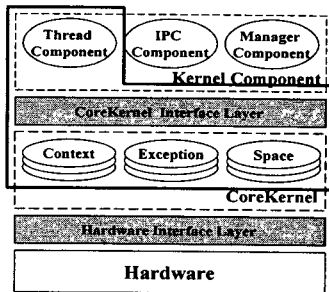 Thread
Component
IPC
Component
Manager
Component
Kernel Component
CoreKernel Interface Layer
Context
Exception
Space
CoreKernel
Hardware Interface Layer
Hardware